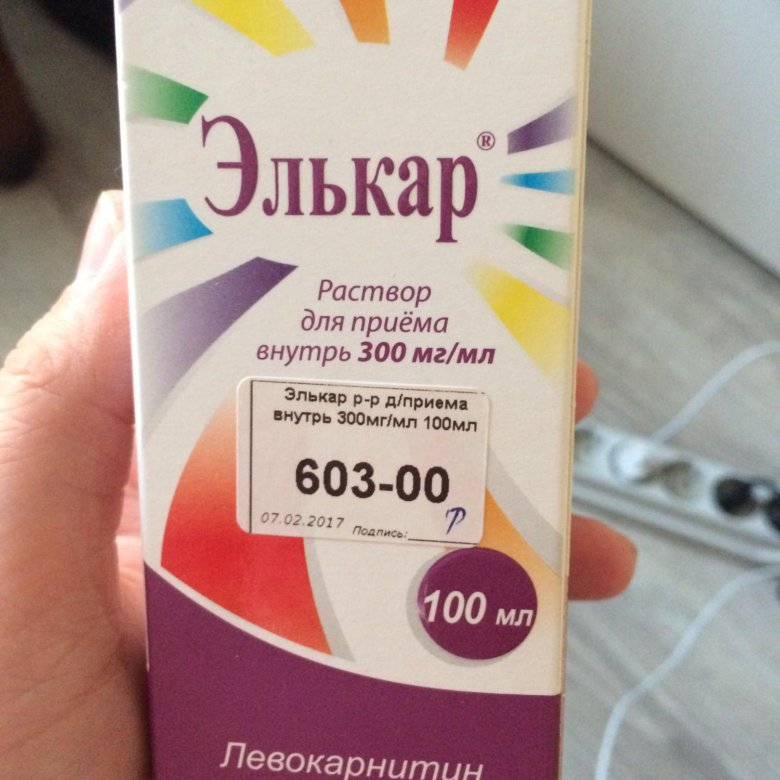 Элькар®
Раствор
для приёма
внутрь 300 мг/мл
Элькар р-р д/приема
внутрь 300мг/мл 100мл
603-00
07.02.2017 Подпись:____
100 мл
Левокарнитин